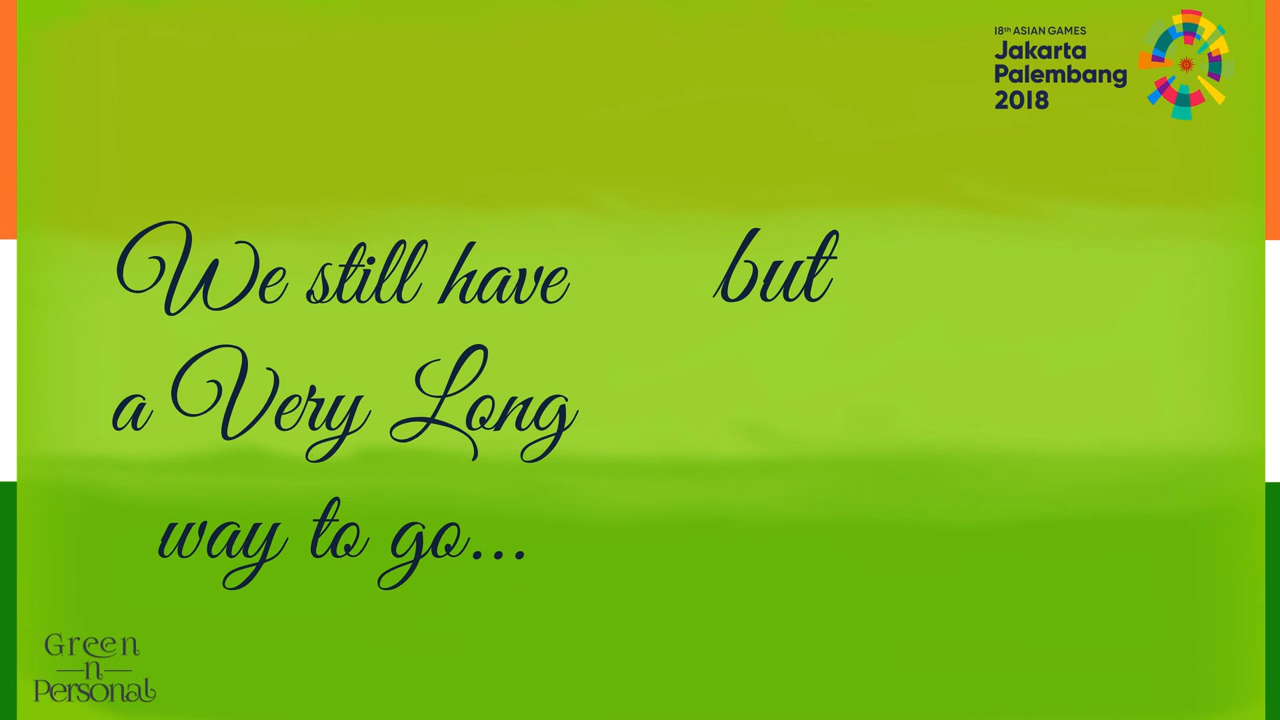 18th ASIAN GAMES
Jakarta
Palembang
2018
We still have
a Very Long
way to go...
but
Green
n
Personal